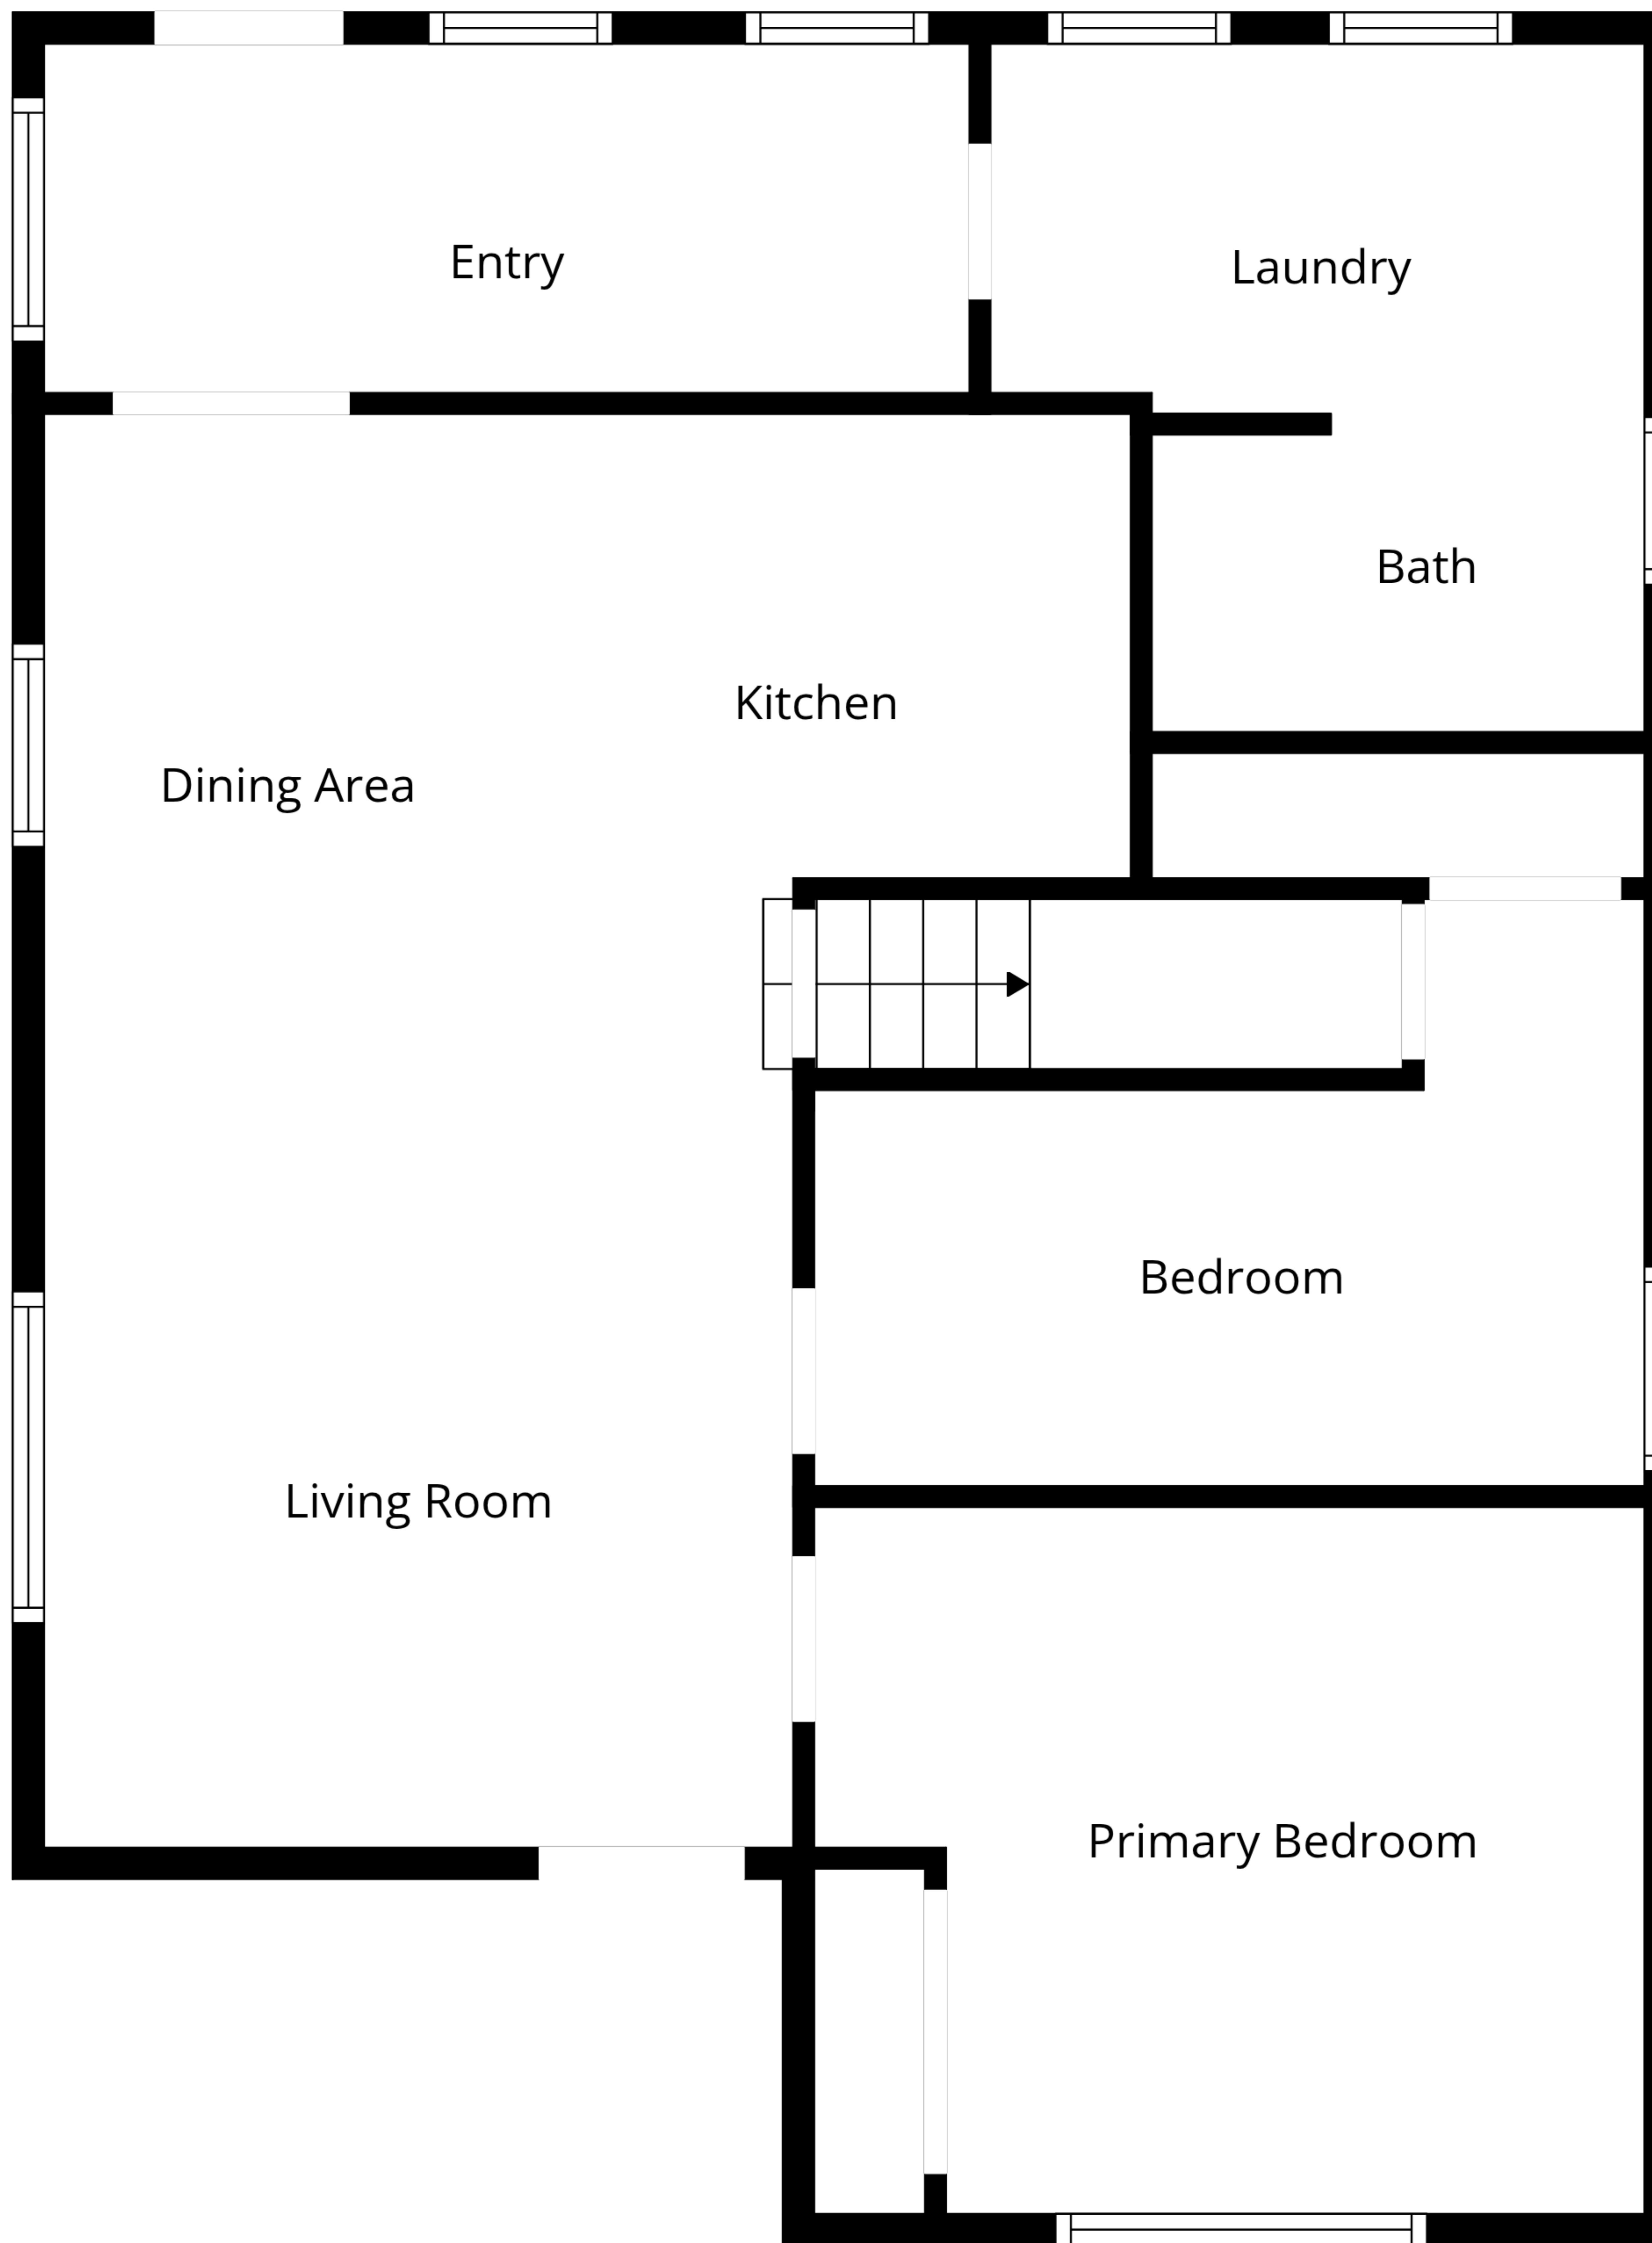 Entry
Laundry
Bath
Kitchen
Dining Area
Bedroom
Living Room
Primary Bedroom